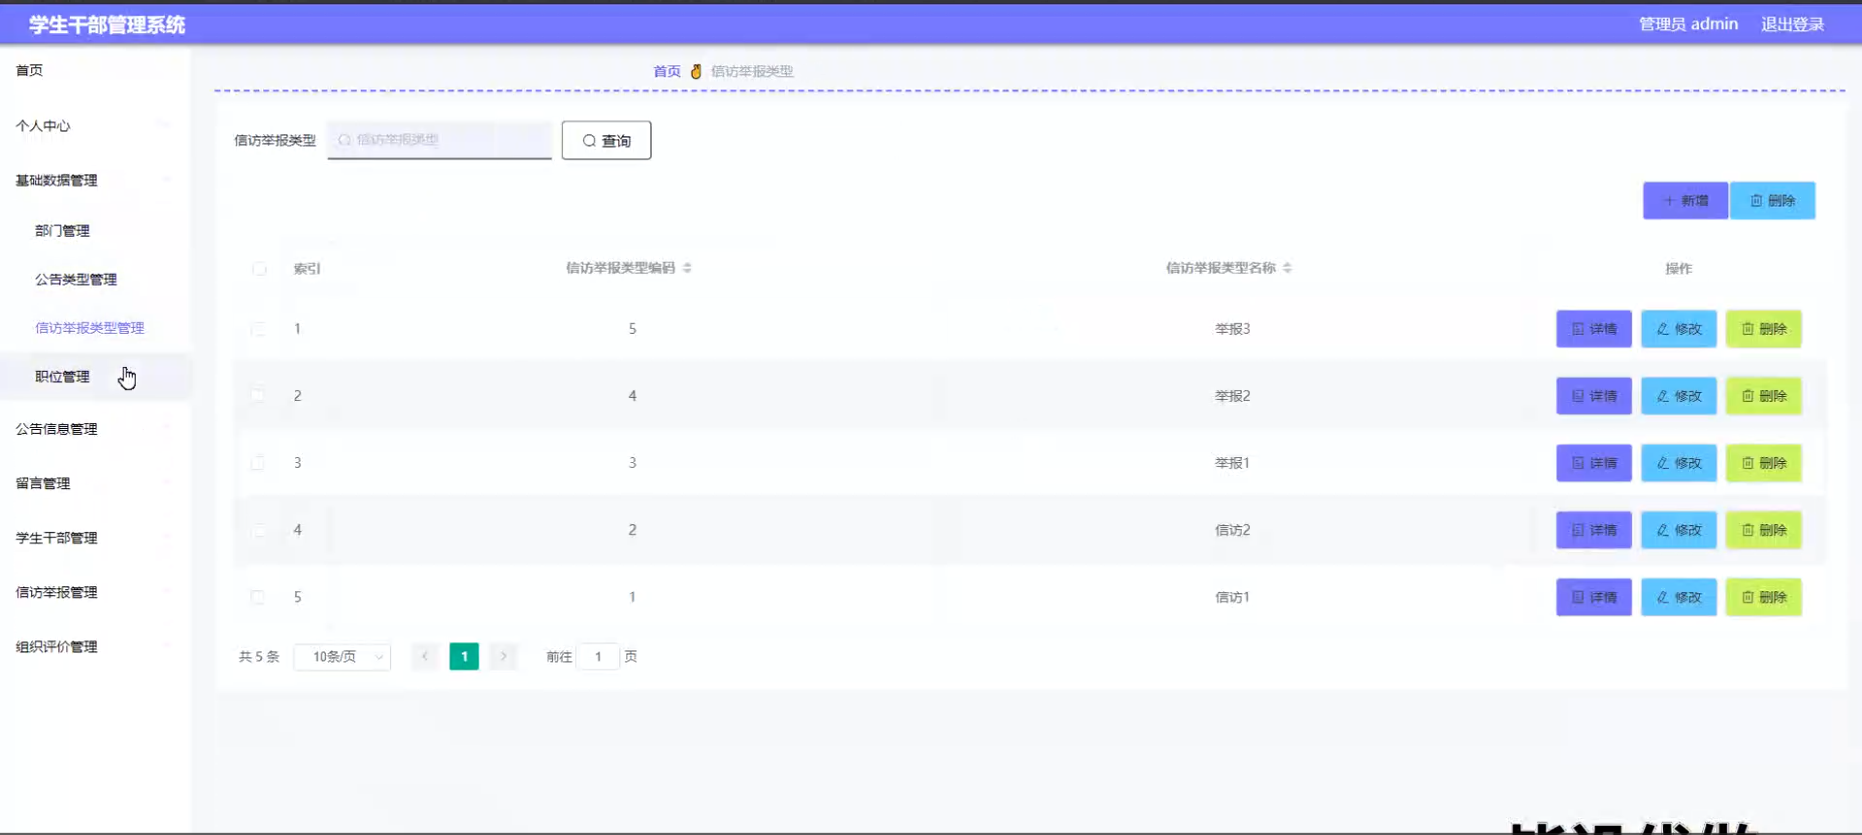 学生干部管理系统
管理员 admin 退出登录
首页
个人中心
基础数据管理
部门管理
公告类型管理
信访举报类型管理
职位管理
公告信息管理
留言管理
学生干部管理
信访举报管理
组织评价管理
首页 信访举报类型
信访举报类型 信访举报类型 查询
新增 删除
索引 信访举报类型编码 信访举报类型名称 操作
1 5 举报3 详情 修改 删除
2 4 举报2 详情 修改 删除
3 3 举报1 详情 修改 删除
4 2 信访2 详情 修改 删除
5 1 信访1 详情 修改 删除
共 5 条 10条/页 1 前往 1 页